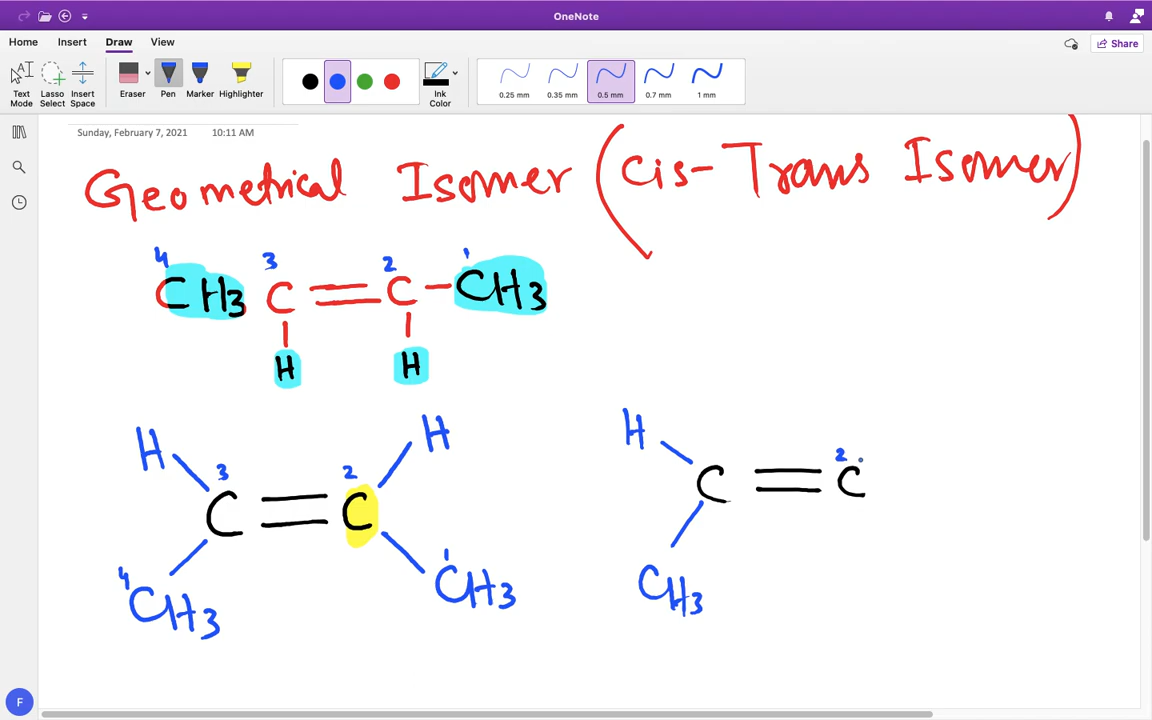 OneNote
Home Insert Draw View
Share
Text Mode
Lasso Select
Insert Space
Eraser
Pen
Marker
Highlighter
Ink Color
0.25 mm
0.35 mm
0.5 mm
0.7 mm
1 mm
Sunday, February 7, 2021 10:11 AM
Geometrical Isomer (Cis-Trans Isomer)
4 3 2 1
CH3 C = C - CH3
H H
H H H
3 2 2
C = C C = C
4 1
CH3 CH3 CH3
F